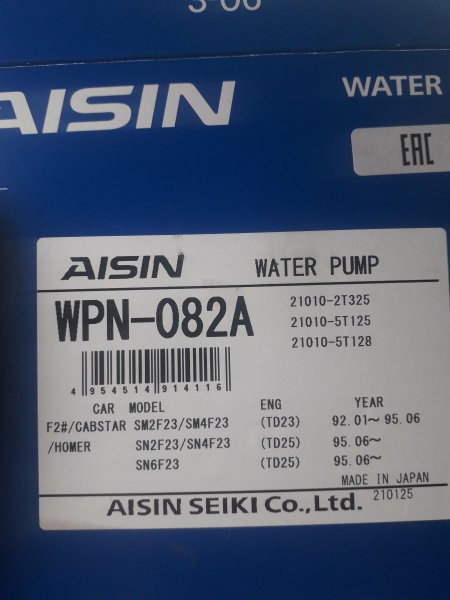 3-06
AISIN
WATER
EAC
AISIN WATER PUMP
WPN-082A
21010-2T325
21010-5T125
21010-5T128
4 954514 914116
CAR MODEL ENG YEAR
F2#/CABSTAR SM2F23/SM4F23 (TD23) 92.01~95.06
/HOMER SN2F23/SN4F23 (TD25) 95.06~
SN6F23 (TD25) 95.06~
MADE IN JAPAN
AISIN SEIKI Co.,Ltd. 210125